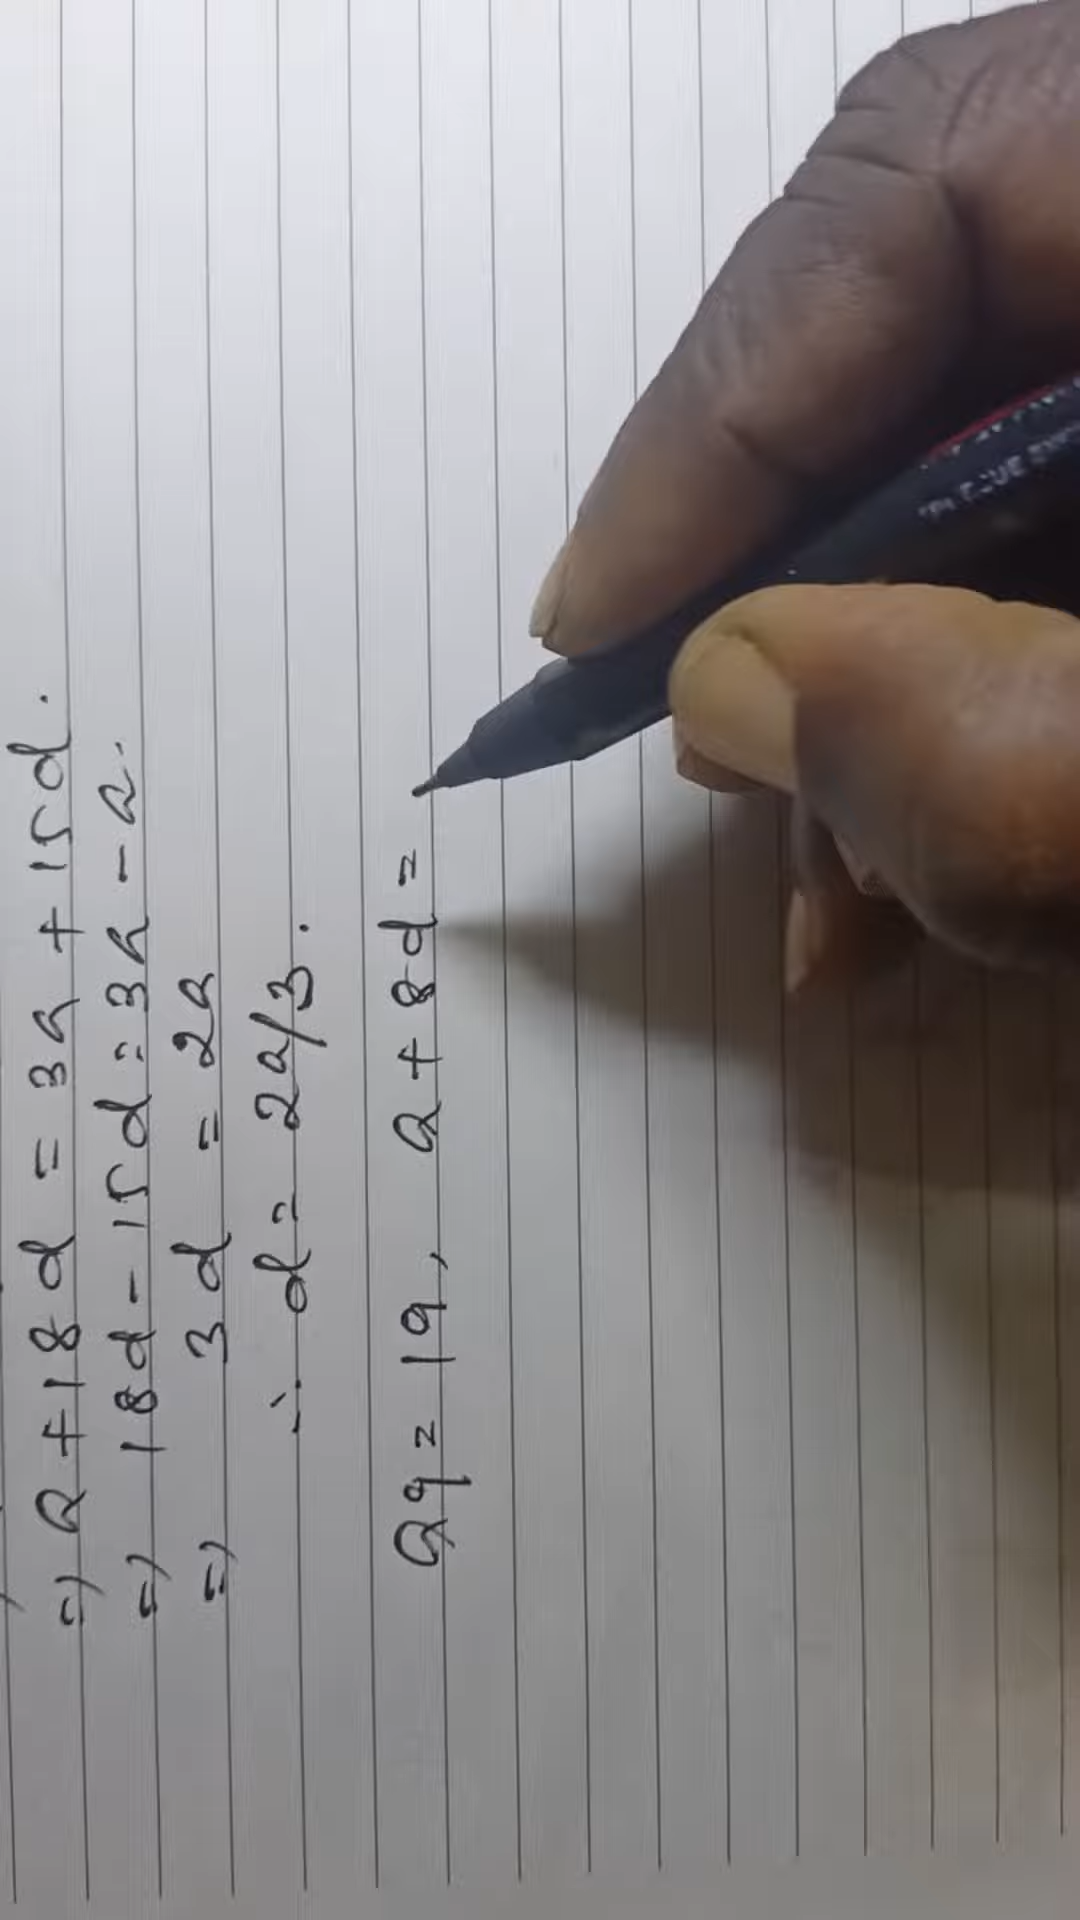 =) a +18d = 3a + 15d.
=) 18d - 15d = 3a - a.
=) 3d = 2a
∴ d = 2a/3.
a9 = 19, a + 8d =